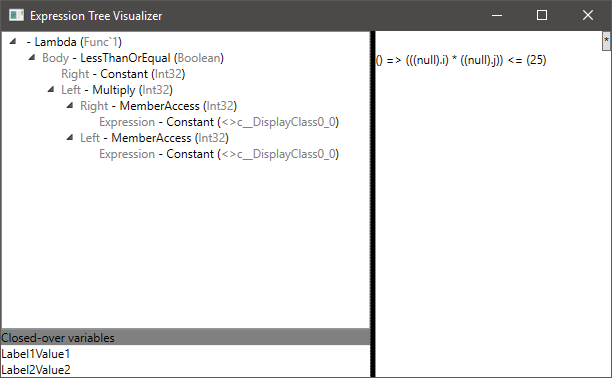 Expression Tree Visualizer
- Lambda (Func`1)
Body - LessThanOrEqual (Boolean)
Right - Constant (Int32)
Left - Multiply (Int32)
Right - MemberAccess (Int32)
Expression - Constant (<>c__DisplayClass0_0)
Left - MemberAccess (Int32)
Expression - Constant (<>c__DisplayClass0_0)
Closed-over variables
Label1Value1
Label2Value2
*
() => (((null).i) * ((null).j)) <= (25)